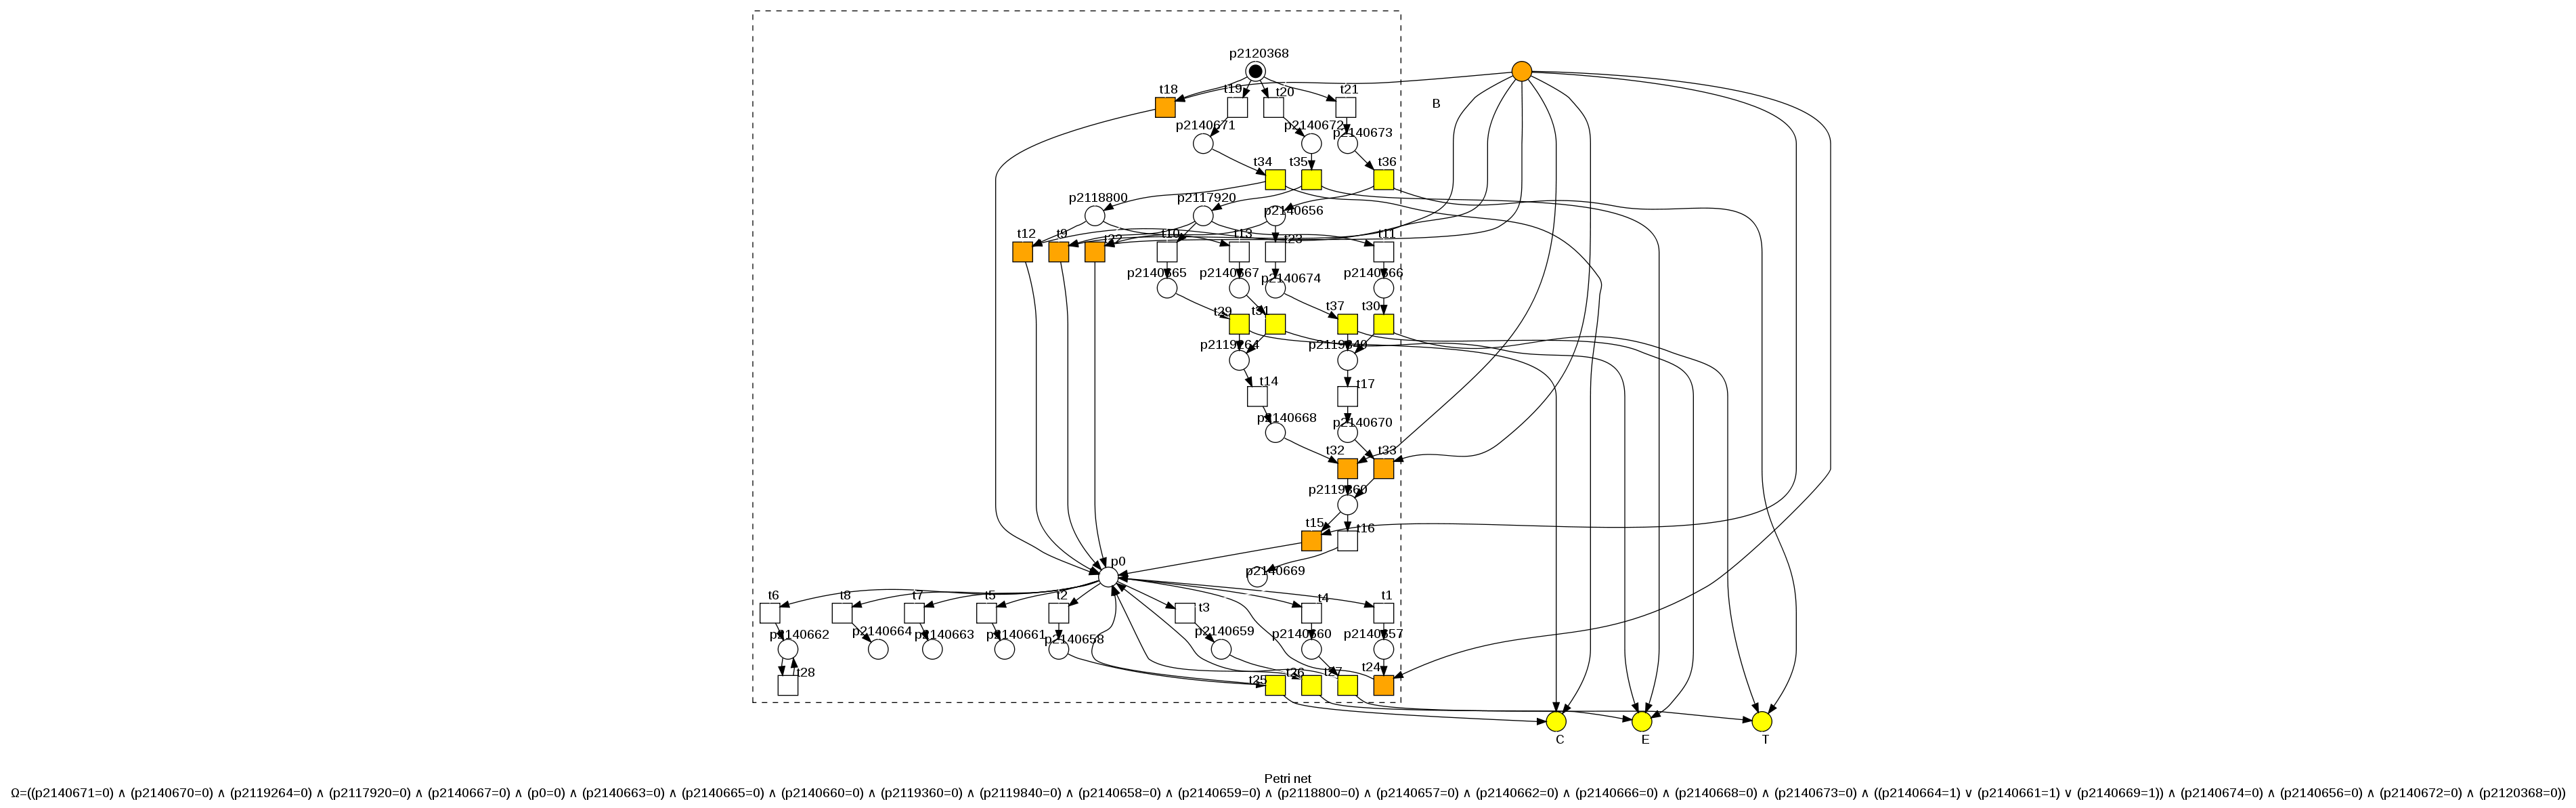 p2120368
t18
t19
t20
t21
B
p2140671
p2140672
p2140673
t34
t35
t36
p2118800
p2117920
p2140656
t12
t9
t22
t10
t13
t23
t11
p2140665
p2140667
p2140674
p2140666
t29
t31
t37
t30
p2119264
p2119840
t14
t17
p2140668
p2140670
t32
t33
p2119360
t15
t16
p0
p2140669
t6
t8
t7
t5
t2
t3
t4
t1
p2140662
p2140664
p2140663
p2140661
p2140658
p2140659
p2140660
p2140657
t28
t25
t26
t27
t24
C
E
T
Petri net
Ω=((p2140671=0) ∧ (p2140670=0) ∧ (p2119264=0) ∧ (p2117920=0) ∧ (p2140667=0) ∧ (p0=0) ∧ (p2140663=0) ∧ (p2140665=0) ∧ (p2140660=0) ∧ (p2119360=0) ∧ (p2119840=0) ∧ (p2140658=0) ∧ (p2140659=0) ∧ (p2118800=0) ∧ (p2140657=0) ∧ (p2140662=0) ∧ (p2140666=0) ∧ (p2140668=0) ∧ (p2140673=0) ∧ ((p2140664=1) ∨ (p2140661=1) ∨ (p2140669=1)) ∧ (p2140674=0) ∧ (p2140656=0) ∧ (p2140672=0) ∧ (p2120368=0))